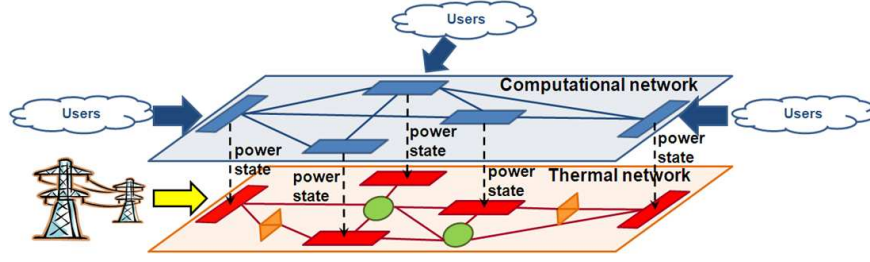 Users
Computational network
Users
Users
power
state
power
state
power
state
power
state
power
state
Thermal network